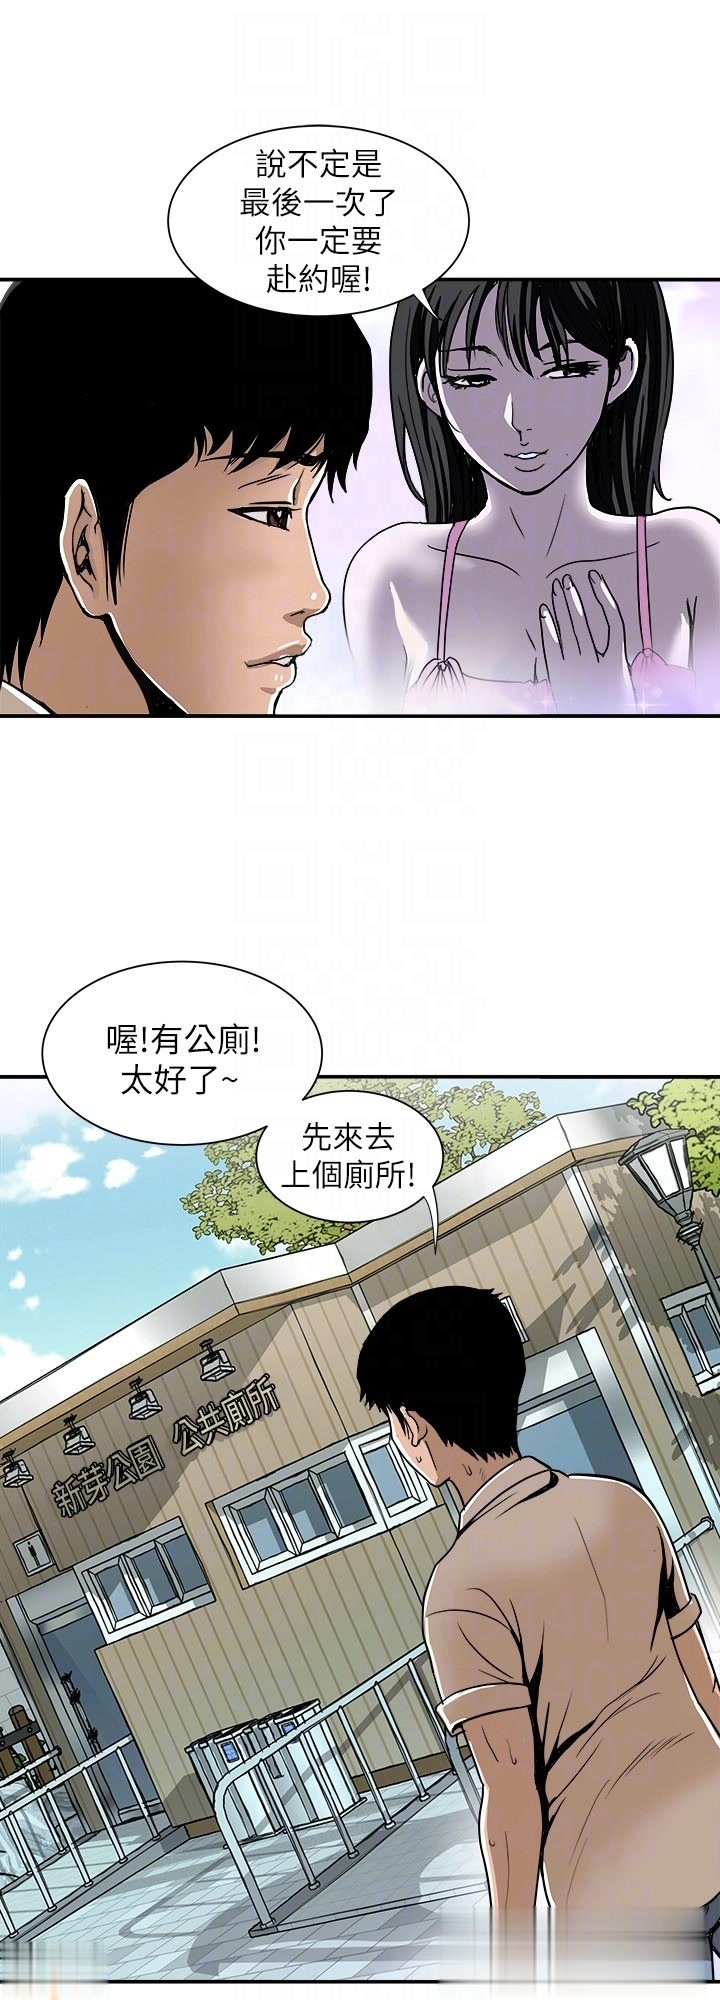 說不定是
最後一次了
你一定要
赴約喔!
喔!有公廁!
太好了~
先來去
上個廁所!
新芽公園 公共廁所